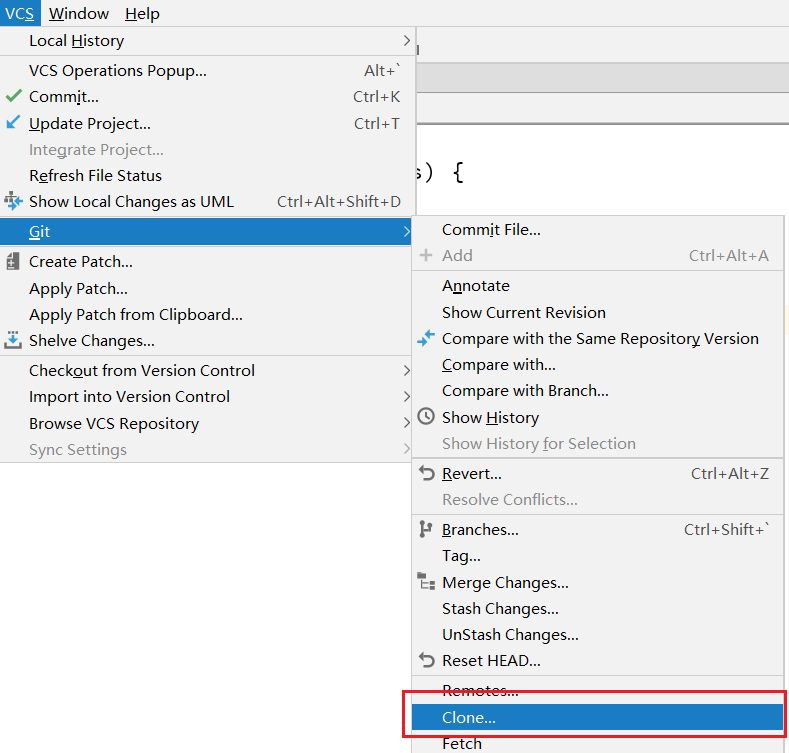 VCS Window Help
Local History
VCS Operations Popup... Alt+`
Commit... Ctrl+K
Update Project... Ctrl+T
Integrate Project...
Refresh File Status
Show Local Changes as UML Ctrl+Alt+Shift+D
Git
Create Patch...
Apply Patch...
Apply Patch from Clipboard...
Shelve Changes...
Checkout from Version Control
Import into Version Control
Browse VCS Repository
Sync Settings
) {
Commit File...
Add Ctrl+Alt+A
Annotate
Show Current Revision
Compare with the Same Repository Version
Compare with...
Compare with Branch...
Show History
Show History for Selection
Revert... Ctrl+Alt+Z
Resolve Conflicts...
Branches... Ctrl+Shift+`
Tag...
Merge Changes...
Stash Changes...
UnStash Changes...
Reset HEAD...
Remotes...
Clone...
Fetch